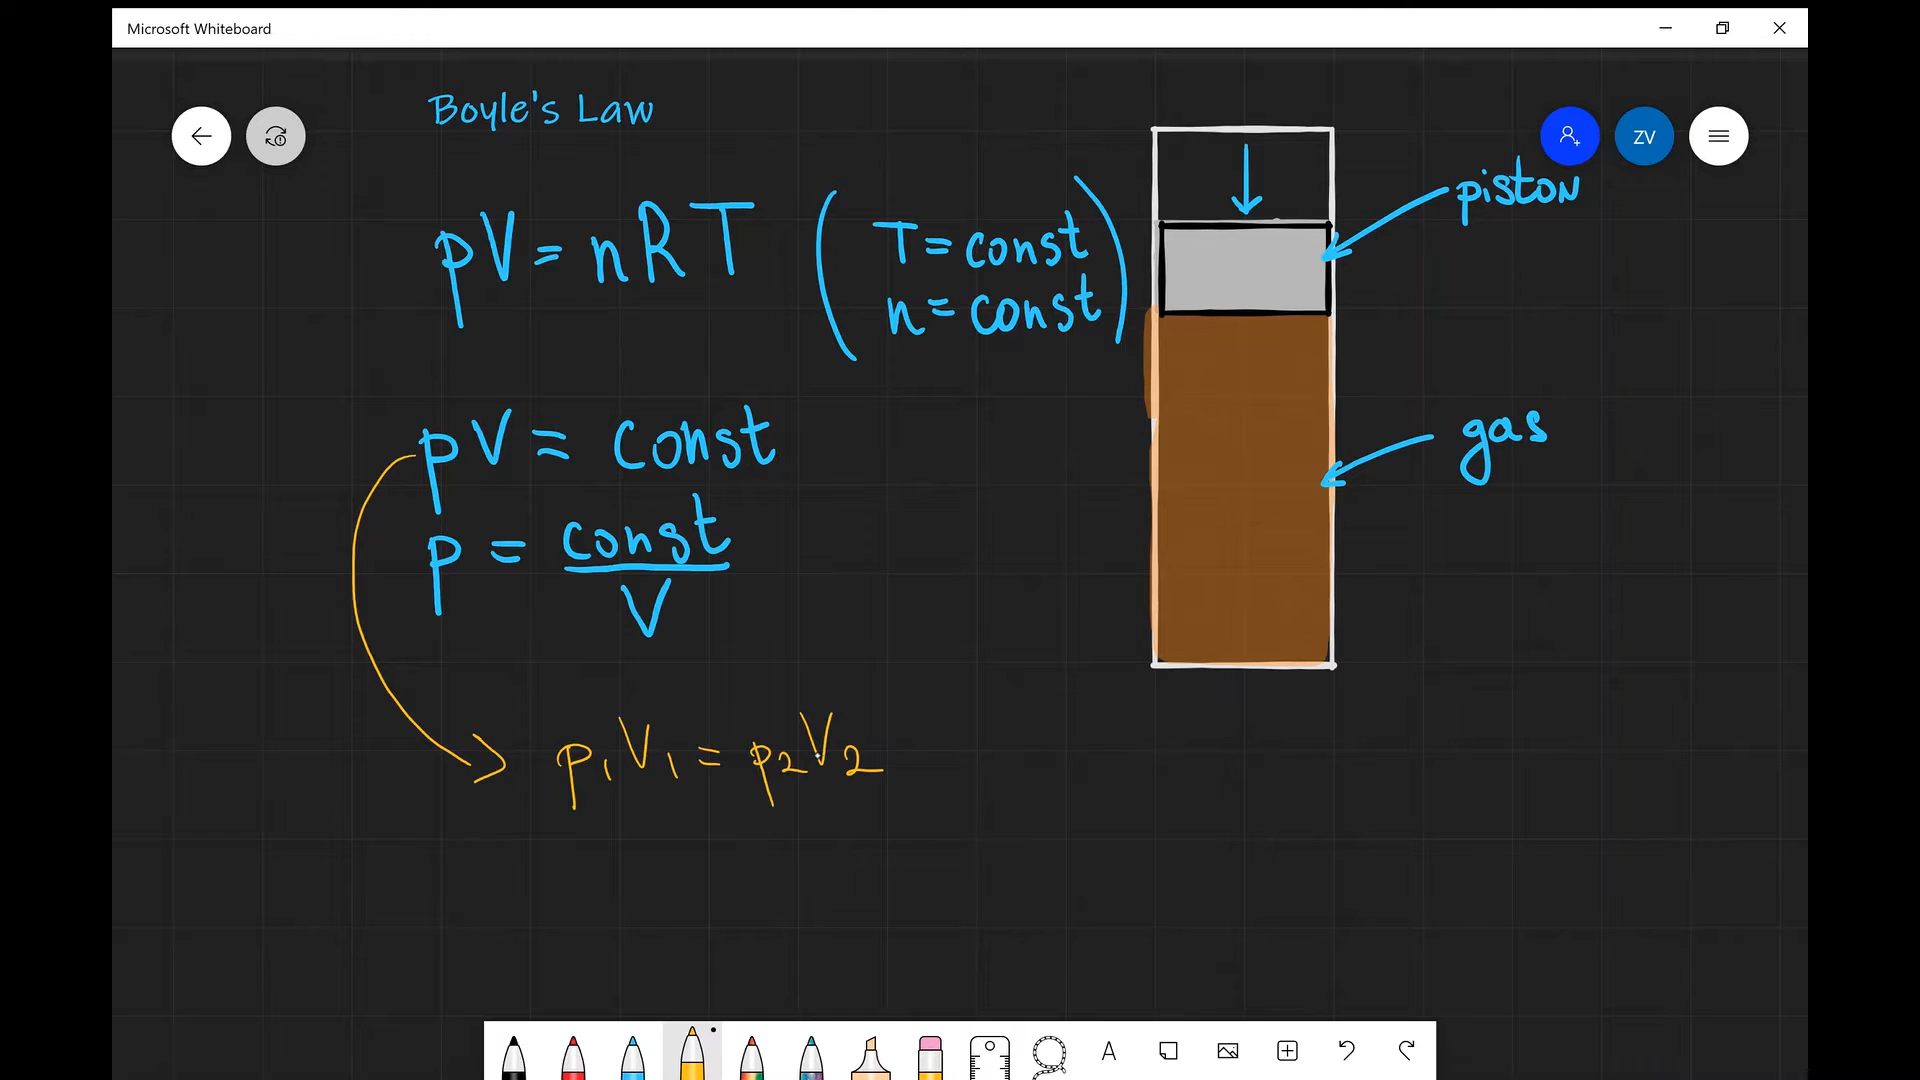 Microsoft Whiteboard
Boyle's Law
ZV
piston
pV = nRT ( T = const
n = const )
gas
pV = const
p = const / V
p₁V₁ = p₂V₂
A